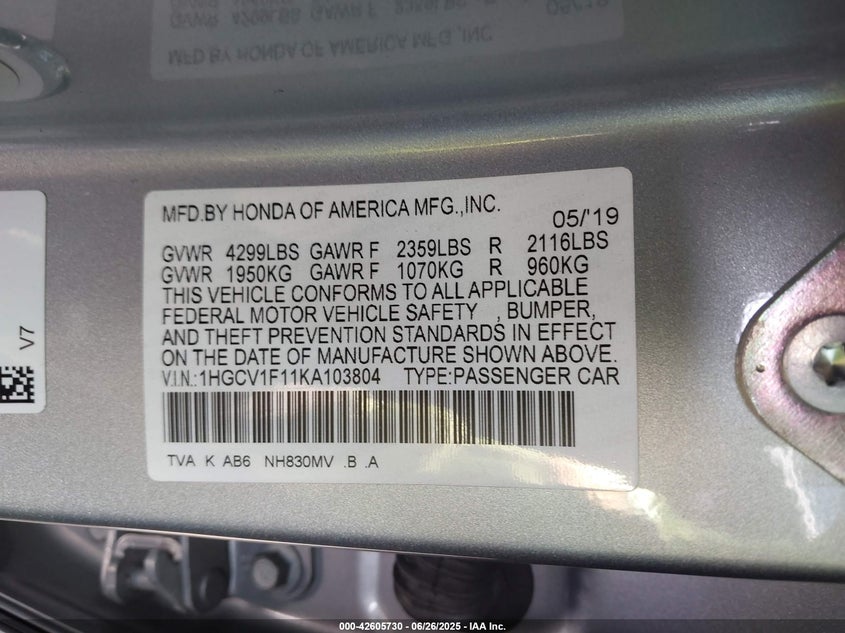 MFD.BY HONDA OF AMERICA MFG.,INC.
05/'19
GVWR 4299LBS GAWR F 2359LBS R 2116LBS
GVWR 1950KG GAWR F 1070KG R 960KG
THIS VEHICLE CONFORMS TO ALL APPLICABLE
FEDERAL MOTOR VEHICLE SAFETY , BUMPER,
AND THEFT PREVENTION STANDARDS IN EFFECT
ON THE DATE OF MANUFACTURE SHOWN ABOVE.
V.I.N.:1HGCV1F11KA103804 TYPE:PASSENGER CAR
TVA K AB6 NH830MV .B .A
V7
000-42605730 - 06/26/2025 - IAA Inc.